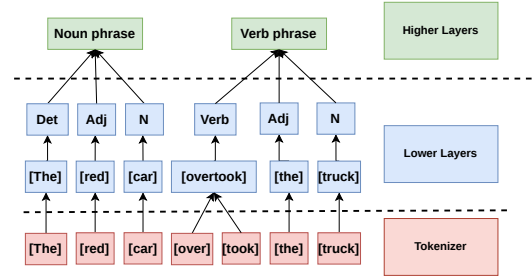 Noun phrase Verb phrase Higher Layers
Det Adj N Verb Adj N
Lower Layers
[The] [red] [car] [overtook] [the] [truck]
[The] [red] [car] [over] [took] [the] [truck] Tokenizer